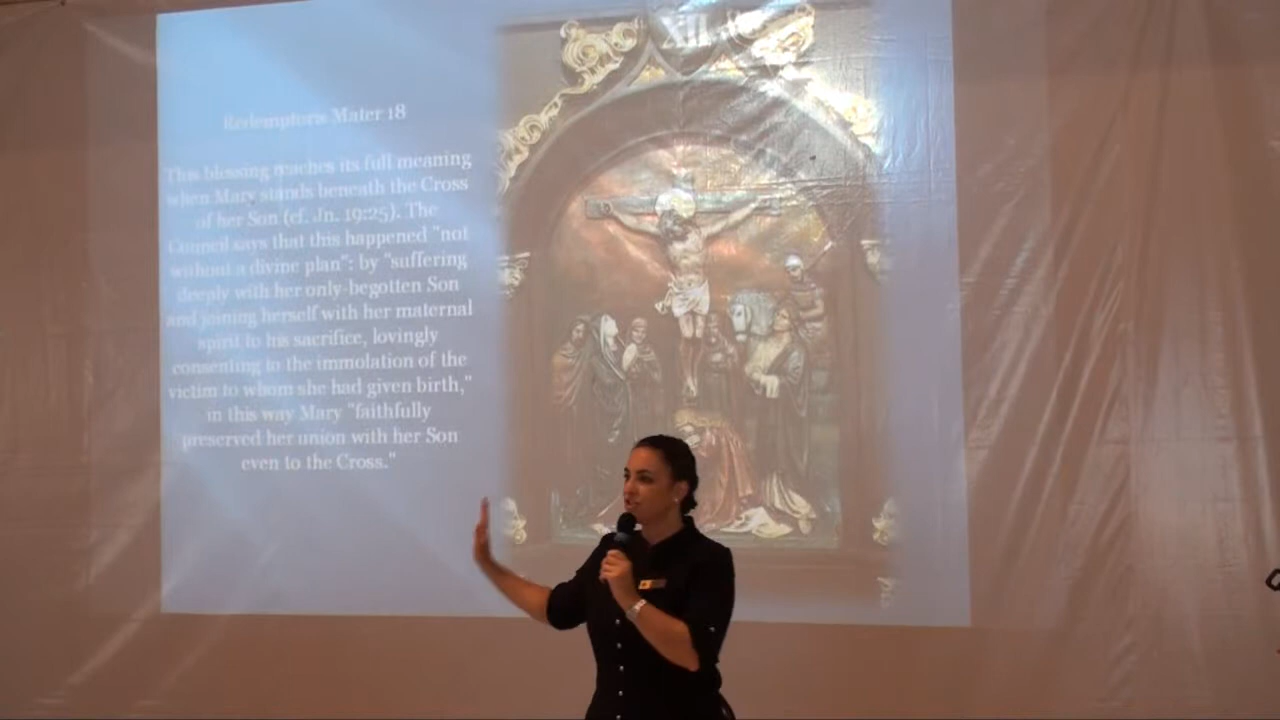 XII
Redemptoris Mater 18
This blessing reaches its full meaning
when Mary stands beneath the Cross
of her Son (cf. Jn. 19:25). The
Council says that this happened "not
without a divine plan": by "suffering
deeply with her only-begotten Son
and joining herself with her maternal
spirit to his sacrifice, lovingly
consenting to the immolation of the
victim to whom she had given birth,"
in this way Mary "faithfully
preserved her union with her Son
even to the Cross."